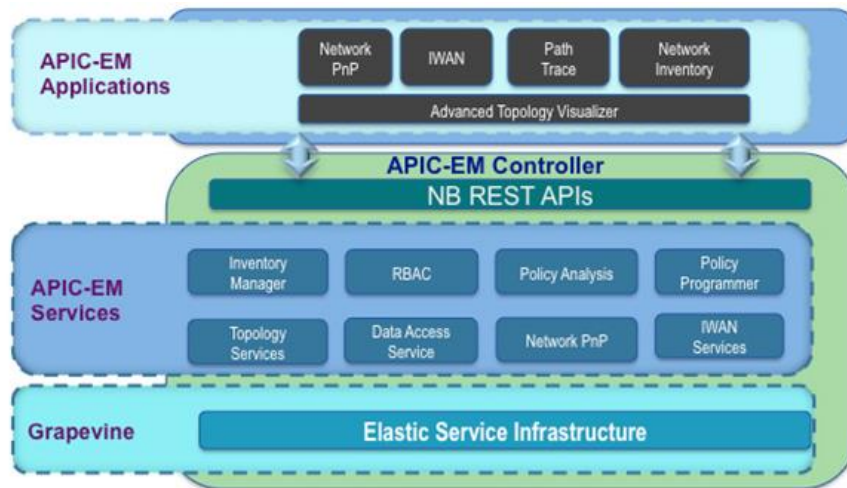 APIC-EM
Applications
Network
PnP
IWAN
Path
Trace
Network
Inventory
Advanced Topology Visualizer
APIC-EM Controller
NB REST APIs
APIC-EM
Services
Inventory
Manager
RBAC
Policy Analysis
Policy
Programmer
Topology
Services
Data Access
Service
Network PnP
IWAN
Services
Grapevine
Elastic Service Infrastructure